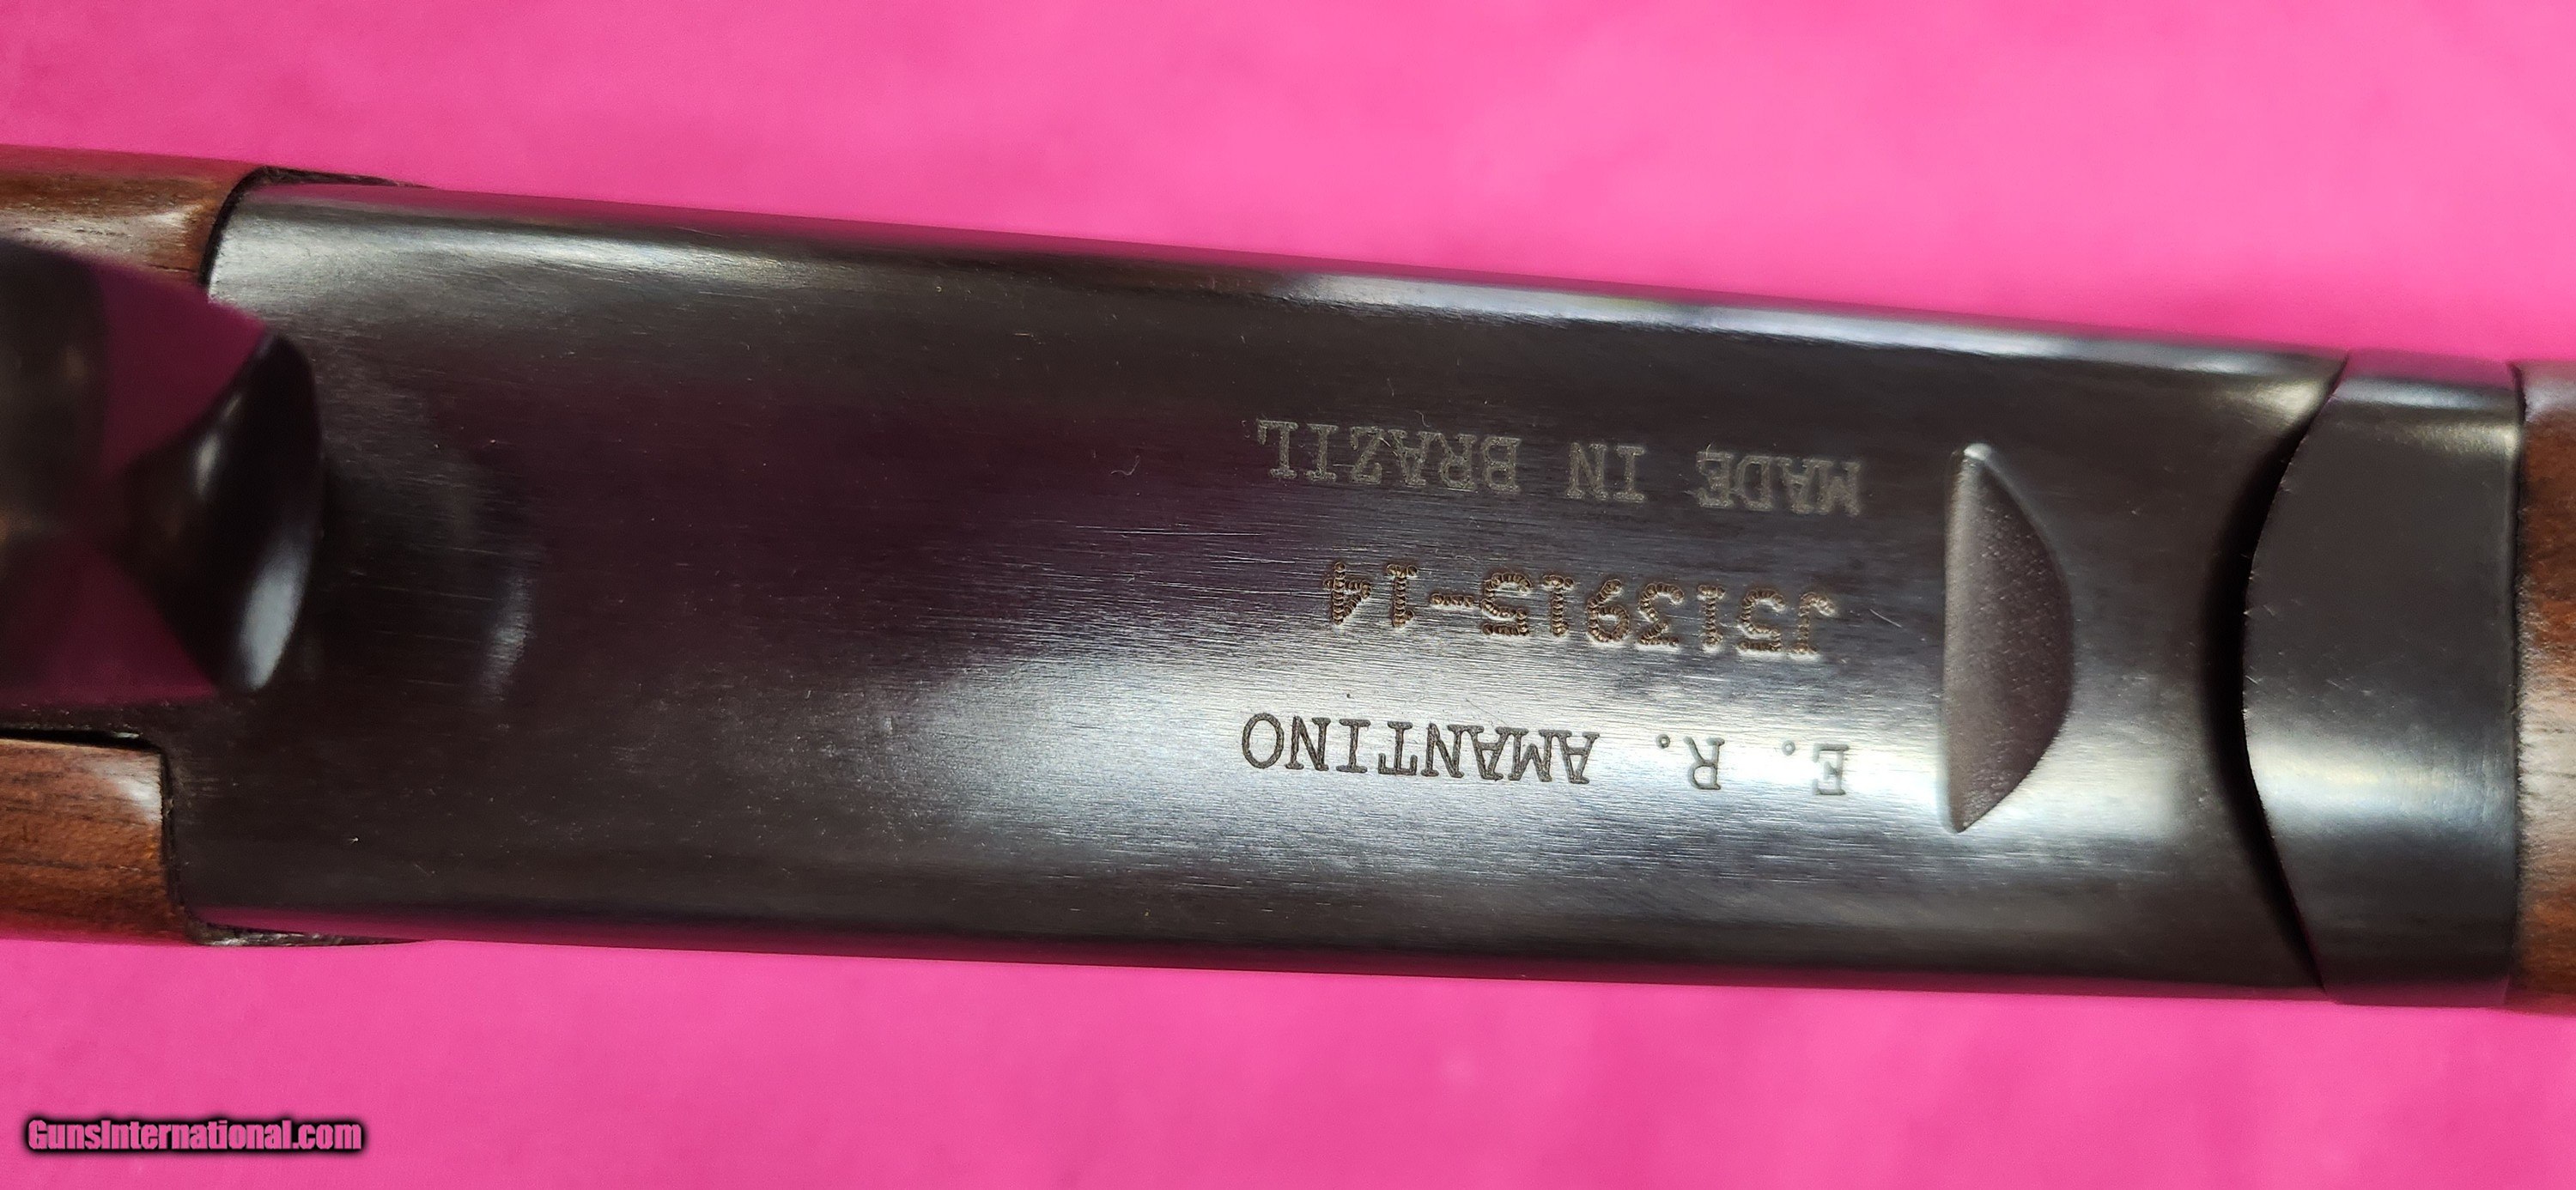 E. R. AMANTINO
J513915-14
MADE IN BRAZIL
GunsInternational.com